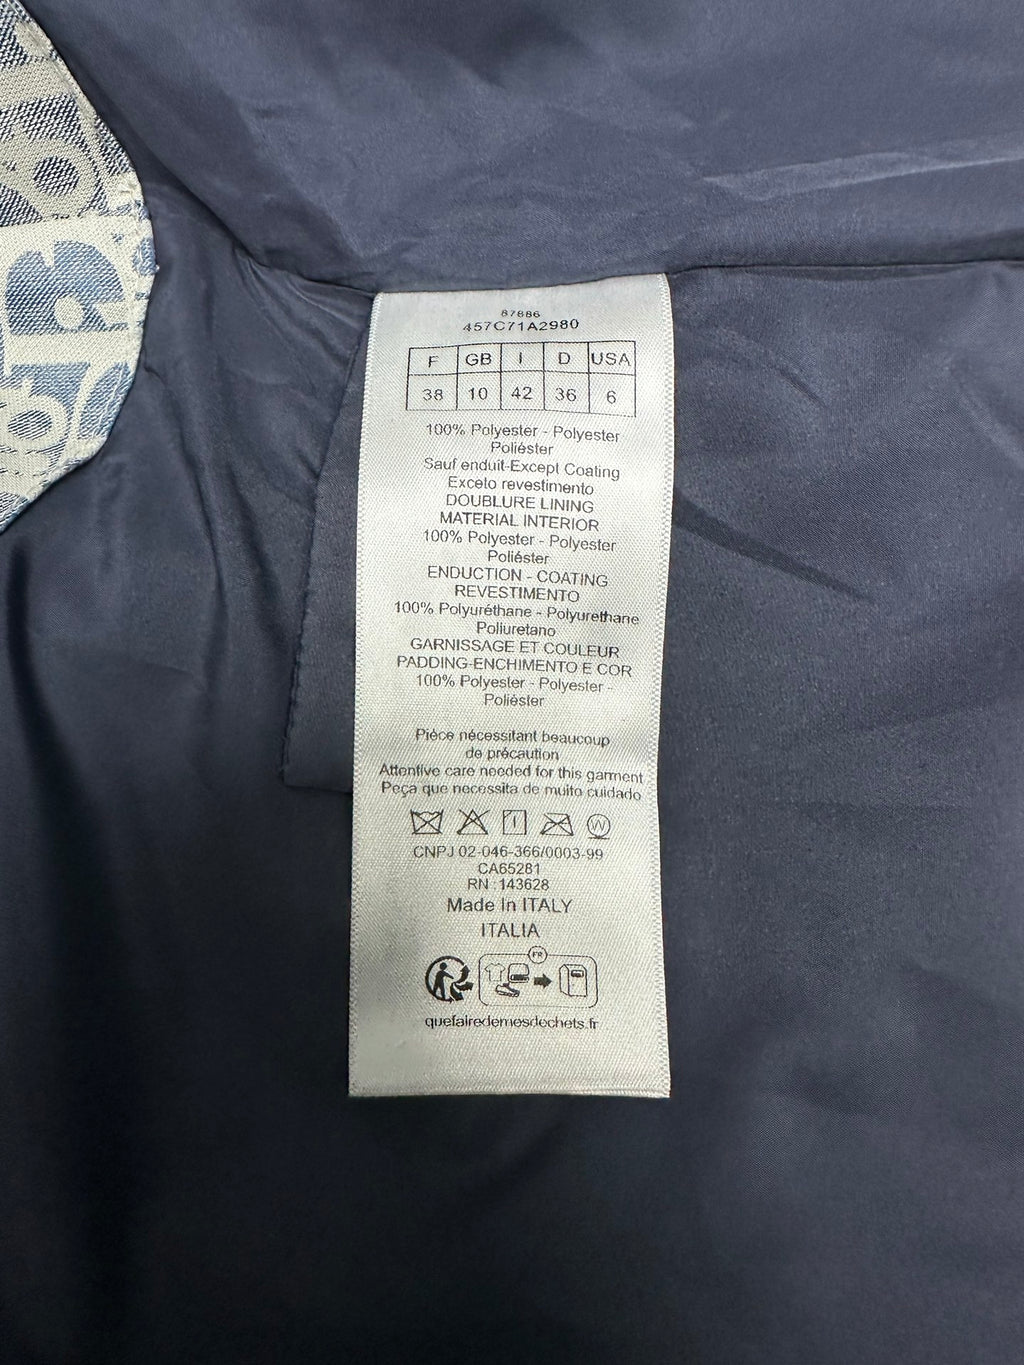 87886
457C71A2980
F GB I D USA
38 10 42 36 6
100% Polyester - Polyester
Poliéster
Sauf enduit-Except Coating
Exceto revestimento
DOUBLURE LINING
MATERIAL INTERIOR
100% Polyester - Polyester
Poliéster
ENDUCTION - COATING
REVESTIMENTO
100% Polyuréthane - Polyurethane
Poliuretano
GARNISSAGE ET COULEUR
PADDING-ENCHIMENTO E COR
100% Polyester - Polyester -
Poliéster
Pièce nécessitant beaucoup
de précaution
Attentive care needed for this garment
Peça que necessita de muito cuidado
W
CNPJ 02-046-366/0003-99
CA65281
RN : 143628
Made In ITALY
ITALIA
FR
quefairedemesdechets.fr